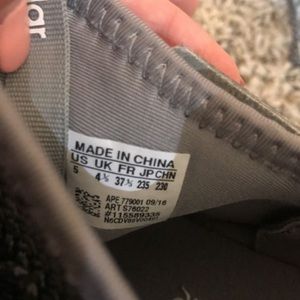 ar
MADE IN CHINA
US UK FR JP CHN
5 4½ 37⅓ 235 230
APE 779001 09/16
ART S76022
#115589335